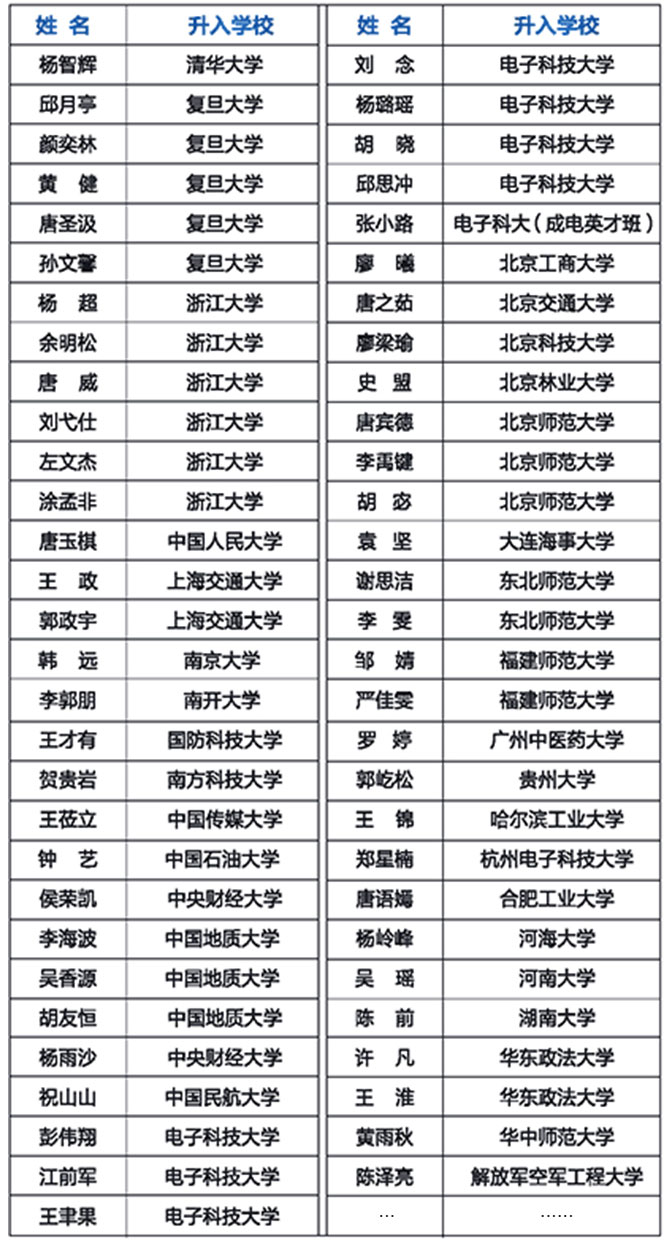 姓 名 升入学校 姓 名 升入学校
杨智辉 清华大学 刘 念 电子科技大学
邱月亭 复旦大学 杨璐瑶 电子科技大学
颜奕林 复旦大学 胡 晓 电子科技大学
黄 健 复旦大学 邱思冲 电子科技大学
唐圣汲 复旦大学 张小路 电子科大（成电英才班）
孙文馨 复旦大学 廖 曦 北京工商大学
杨 超 浙江大学 唐之茹 北京交通大学
余明松 浙江大学 廖梁瑜 北京科技大学
唐 威 浙江大学 史 盟 北京林业大学
刘弋仕 浙江大学 唐宾德 北京师范大学
左文杰 浙江大学 李禹键 北京师范大学
涂孟非 浙江大学 胡 宓 北京师范大学
唐玉棋 中国人民大学 袁 坚 大连海事大学
王 政 上海交通大学 谢思洁 东北师范大学
郭政宇 上海交通大学 李 雯 东北师范大学
韩 远 南京大学 邹 婧 福建师范大学
李郭朋 南开大学 严佳雯 福建师范大学
王才有 国防科技大学 罗 婷 广州中医药大学
贺贵岩 南方科技大学 郭屹松 贵州大学
王莅立 中国传媒大学 王 锦 哈尔滨工业大学
钟 艺 中国石油大学 郑星楠 杭州电子科技大学
侯荣凯 中央财经大学 唐语嫣 合肥工业大学
李海波 中国地质大学 杨岭峰 河海大学
吴香源 中国地质大学 吴 瑶 河南大学
胡友恒 中国地质大学 陈 前 湖南大学
杨雨沙 中央财经大学 许 凡 华东政法大学
祝山山 中国民航大学 王 淮 华东政法大学
彭伟翔 电子科技大学 黄雨秋 华中师范大学
江前军 电子科技大学 陈泽亮 解放军空军工程大学
王聿果 电子科技大学 … ……